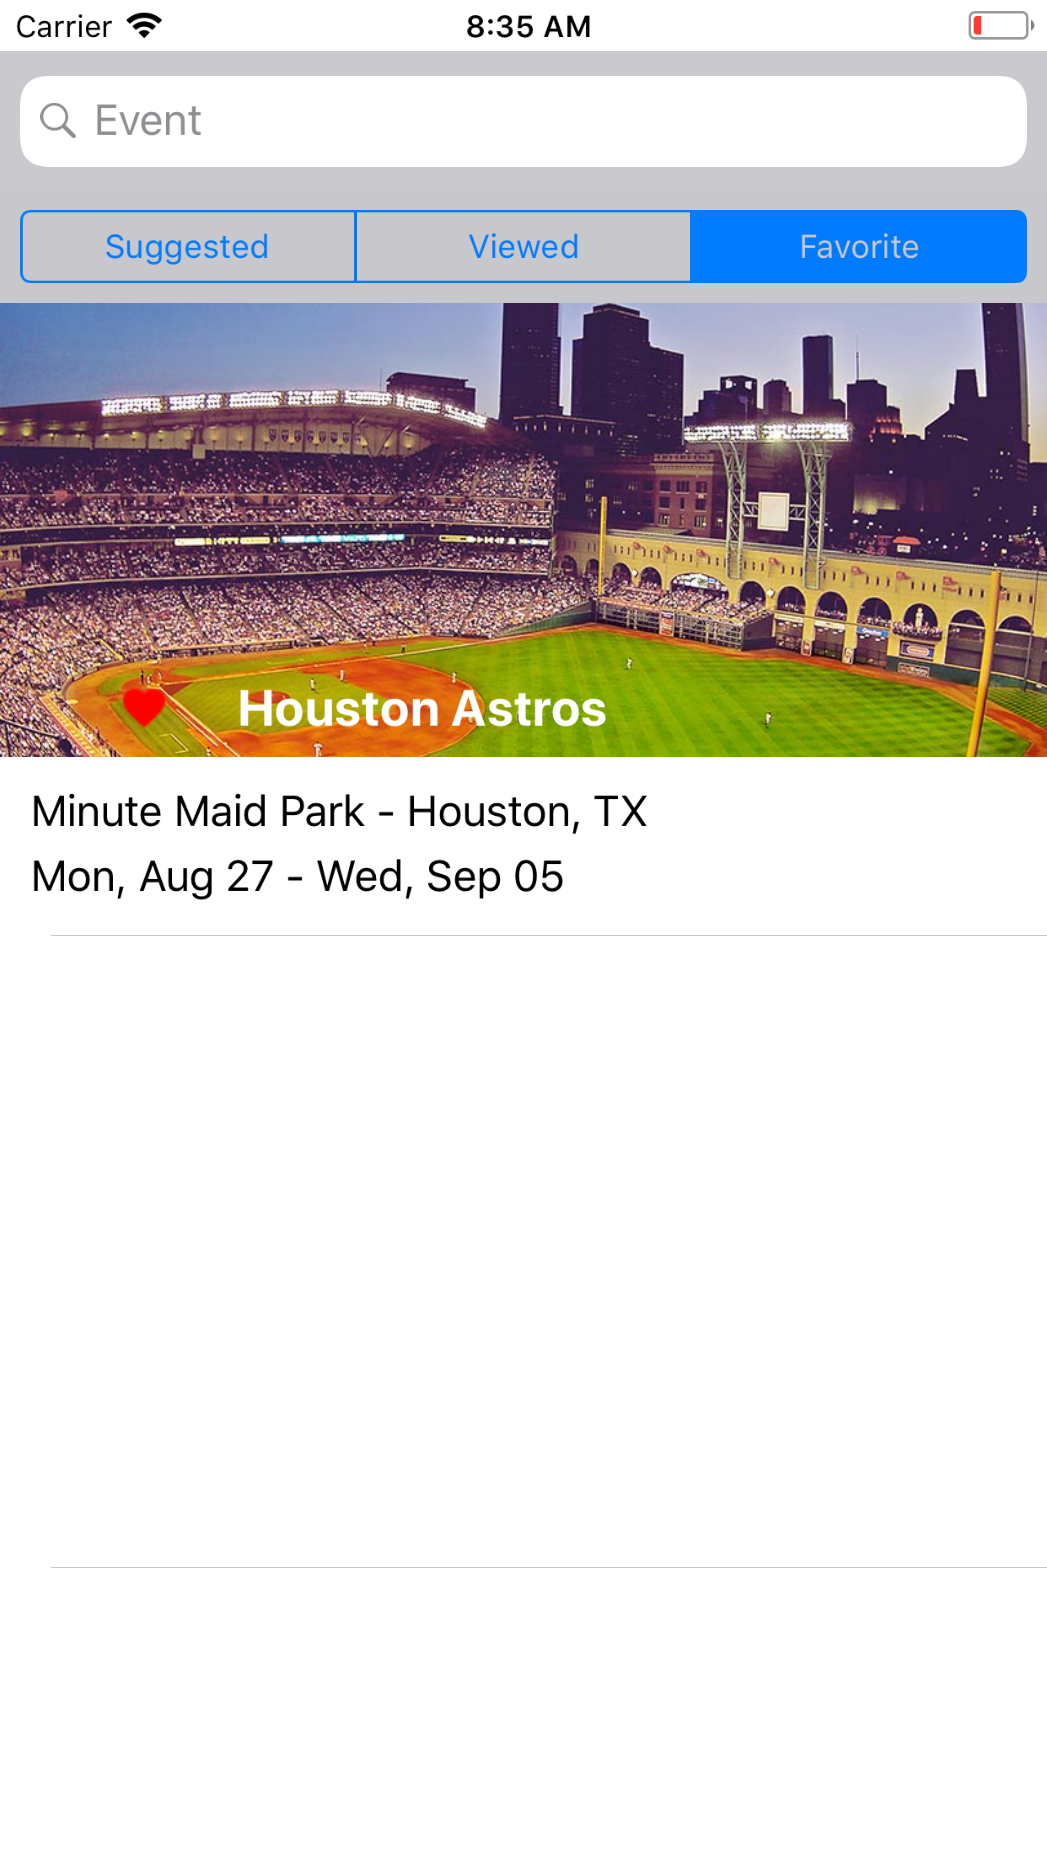 Carrier 8:35 AM
Event
Suggested Viewed Favorite
Houston Astros
Minute Maid Park - Houston, TX
Mon, Aug 27 - Wed, Sep 05